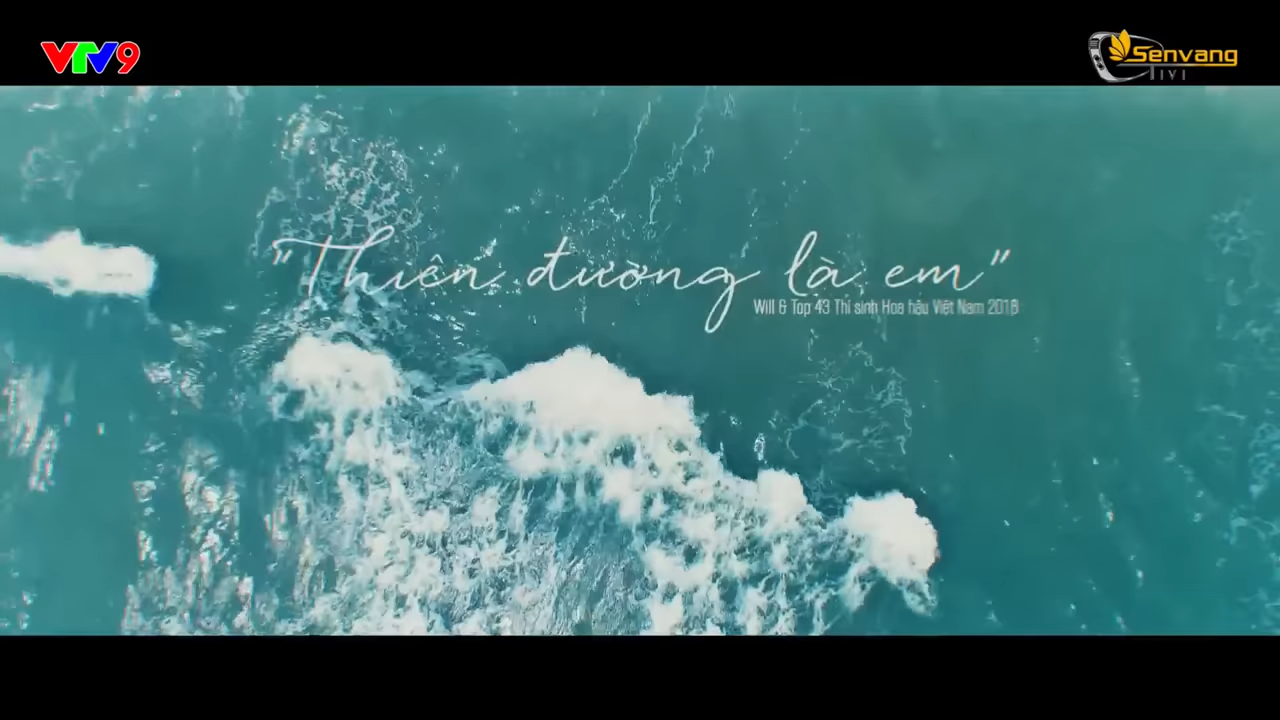 VTV9
Senvang
TIVI
"Thiên đường là em"
Will & Top 43 Thí sinh Hoa hậu Việt Nam 2018